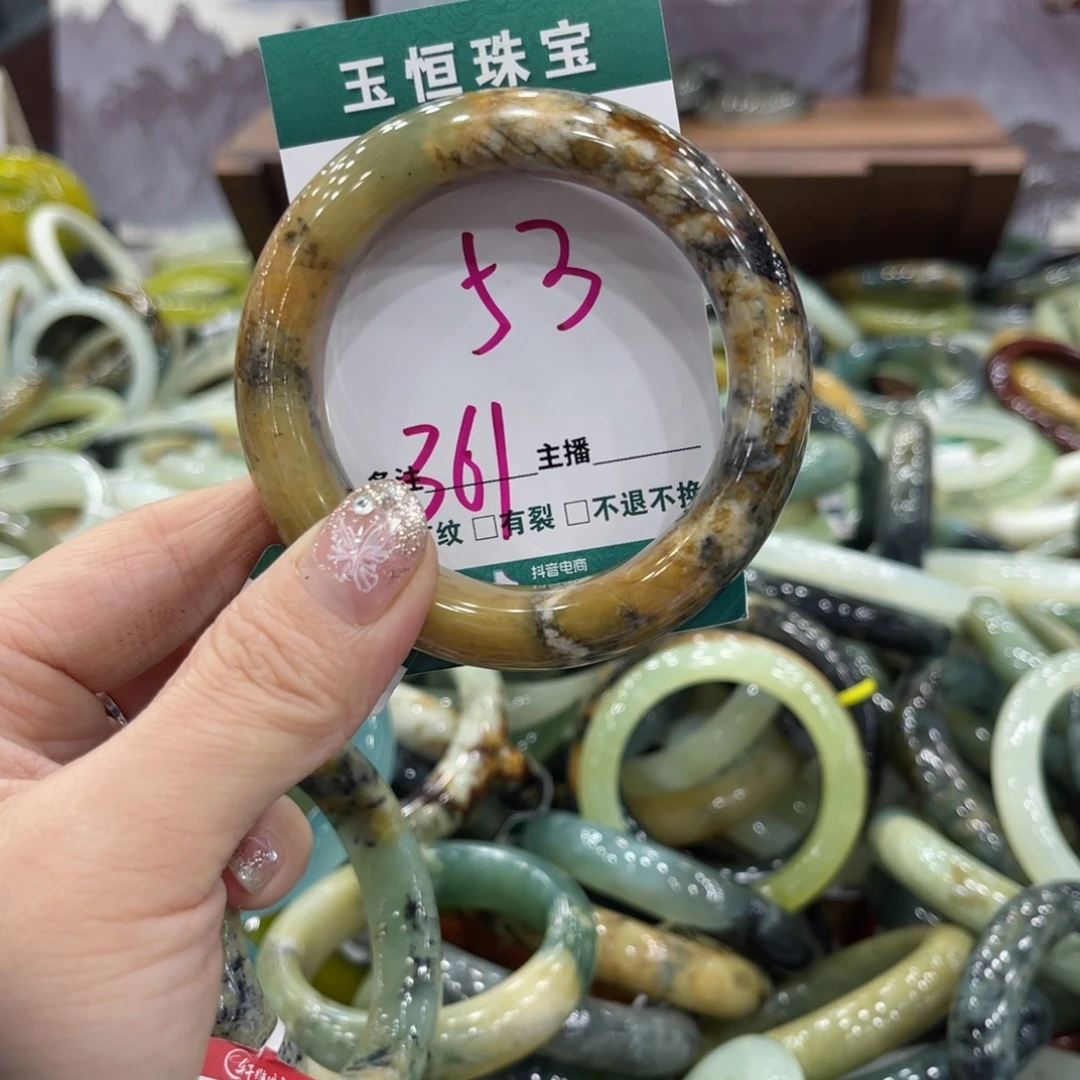 玉恒珠宝
53
361
备注 主播
纹 □有裂 □不退不换
抖音电商